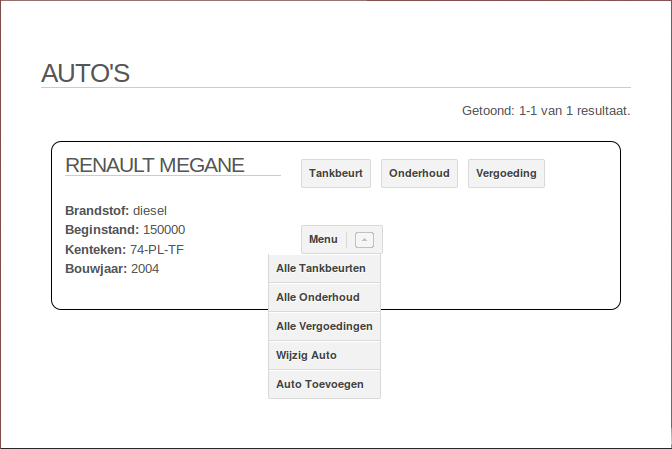 AUTO'S
Getoond: 1-1 van 1 resultaat.
RENAULT MEGANE
Tankbeurt Onderhoud Vergoeding
Brandstof: diesel
Beginstand: 150000
Kenteken: 74-PL-TF
Bouwjaar: 2004
Menu
Alle Tankbeurten
Alle Onderhoud
Alle Vergoedingen
Wijzig Auto
Auto Toevoegen